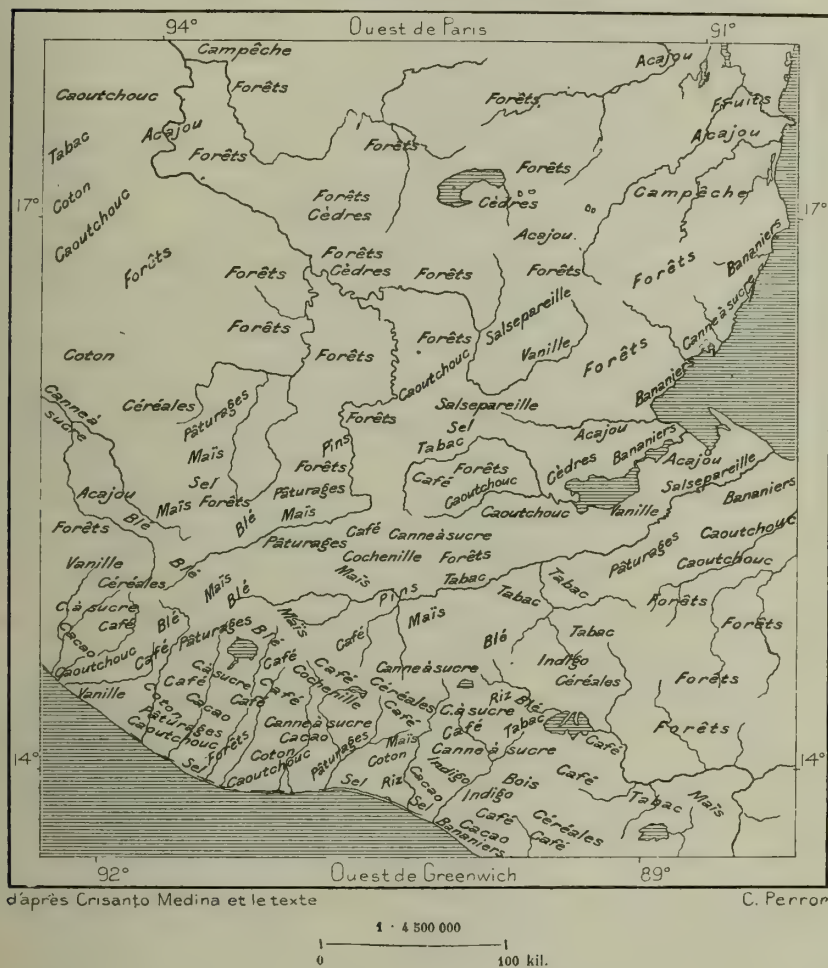 94° Ouest de Paris 91°
Campêche
Acajou
Caoutchouc
Forêts
Forêts
Fruits
Tabac
Acajou
Forêts
Acajou
Forêts
Forêts
Coton
Forêts
Cèdres
Cèdres
Campêche
17°
17°
Caoutchouc
Acajou
Forêts
Forêts
Cèdres
Forêts
Forêts
Forêts
Forêts
Bananiers
Forêts
Forêts
Forêts
Salsepareille
Vanille
Canne à sucre
Coton
Caoutchouc
Forêts
Bananiers
Canne à
sucre
Céréales
Pâturages
Forêts
Salsepareille
Maïs
Pins
Sel
Tabac
Acajou
Bananiers
Sel
Forêts
Café
Forêts
Cèdres
Acajou
Acajou
Maïs
Forêts
Pâturages
Caoutchouc
Salsepareille
Forêts
Blé
Blé
Maïs
Caoutchouc
Vanille
Bananiers
Café
Canne à sucre
Pâturages
Caoutchouc
Vanille
Blé
Cochenille
Forêts
Pâturages
Caoutchouc
Céréales
Maïs
Blé
Maïs
Tabac
Tabac
C. à sucre
Café
Blé
Maïs
Pins
Maïs
Tabac
Forêts
Forêts
Cacao
Pâturages
Blé
Café
Blé
Tabac
Caoutchouc
Café
Café
Café
Canne à sucre
Indigo
Vanille
C. à sucre
Cochenille
Céréales
Céréales
Forêts
Café
Café
Café
Riz
Blé
Coton
Cacao
Café
C. à sucre
Café
Forêts
Pâturages
Canne à sucre
Café
Tabac
Café
Caoutchouc
Forêts
Cacao
Maïs
Canne à sucre
14°
Coton
Pâturages
Coton
Indigo
Bois
Café
14°
Sel
Caoutchouc
Sel
Riz
Cacao
Indigo
Tabac
Maïs
Sel
Café
Céréales
Bananiers
Cacao
Café
92° Ouest de Greenwich 89°
d'après Crisanto Medina et le texte
C. Perron
1 · 4 500 000
0 100 kil.